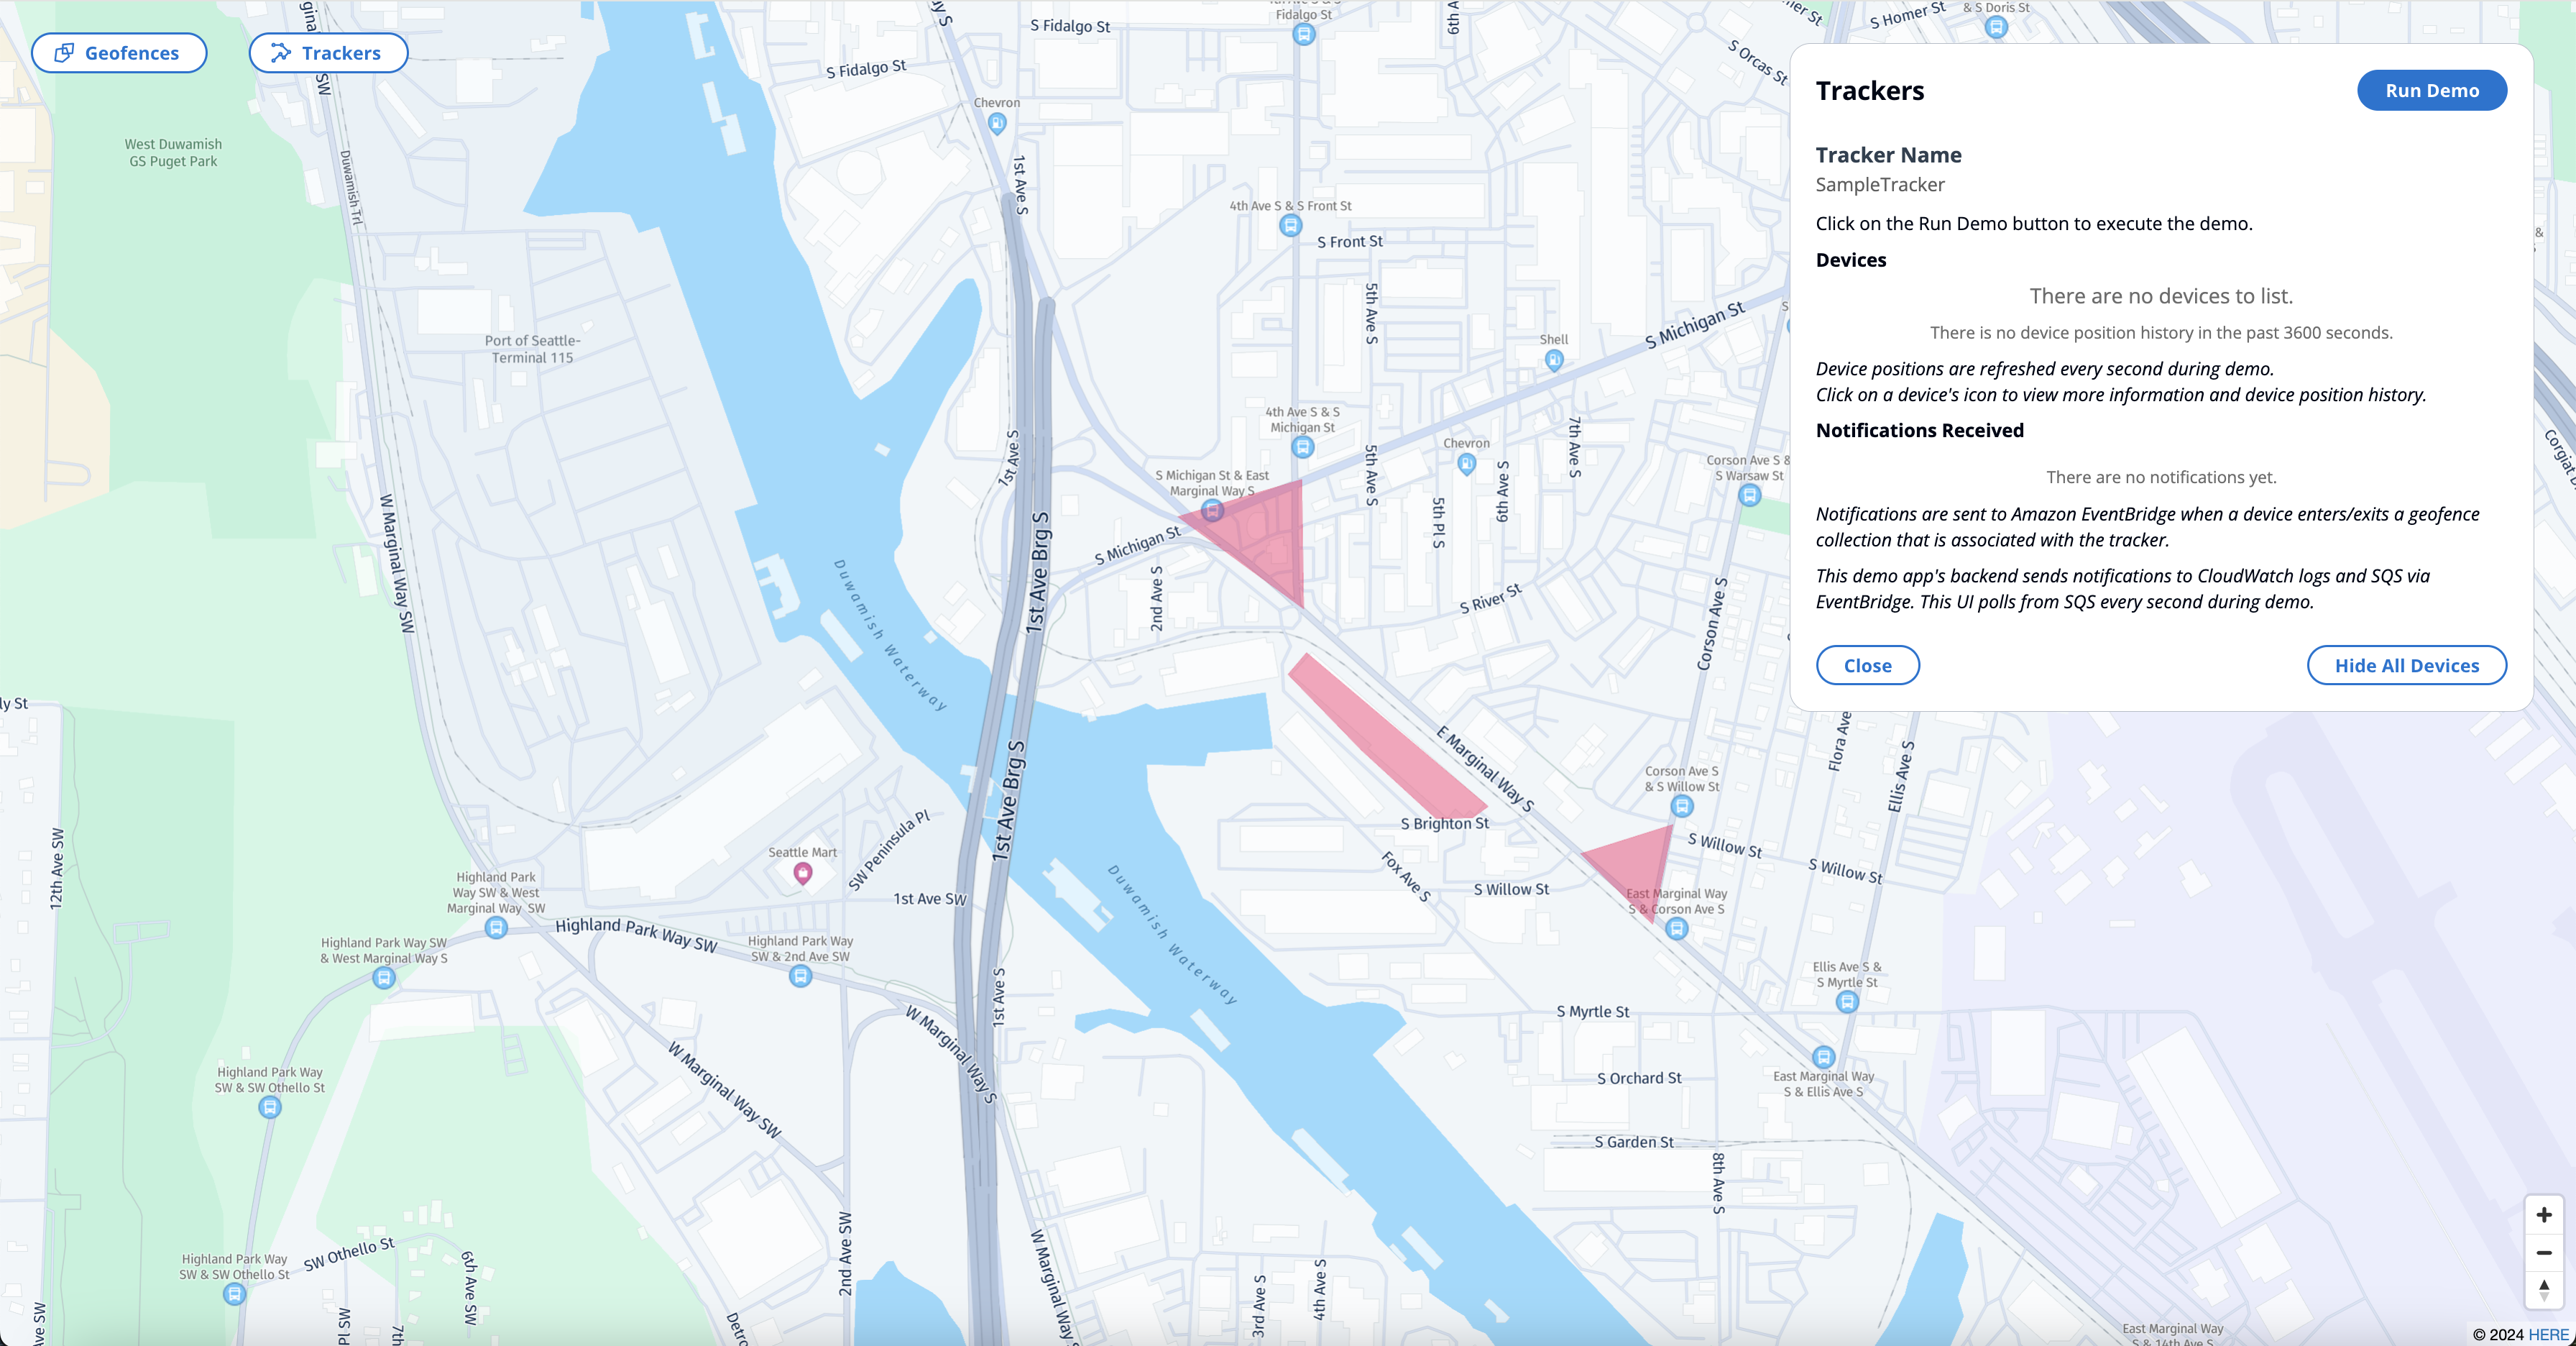 Geofences
Trackers
Trackers
Run Demo
Tracker Name
SampleTracker
Click on the Run Demo button to execute the demo.
Devices
There are no devices to list.
There is no device position history in the past 3600 seconds.
Device positions are refreshed every second during demo.
Click on a device's icon to view more information and device position history.
Notifications Received
There are no notifications yet.
Notifications are sent to Amazon EventBridge when a device enters/exits a geofence
collection that is associated with the tracker.
This demo app's backend sends notifications to CloudWatch logs and SQS via
EventBridge. This UI polls from SQS every second during demo.
Close
Hide All Devices
S Fidalgo St
Fidalgo St
S Homer St
& S Doris St
S Orcas St
S Fidalgo St
Chevron
West Duwamish
GS Puget Park
Duwamish Trl
1st Ave S
4th Ave S & S Front St
S Front St
5th Ave S
S Michigan St
Shell
Port of Seattle-
Terminal 115
4th Ave S & S
Michigan St
Chevron
7th Ave S
1st Ave S
5th Ave S
6th Ave S
Corson Ave S &
S Warsaw St
S Michigan St & East
Marginal Way S
W Marginal Way SW
1st Ave Brg S
S Michigan St
5th Pl S
2nd Ave S
S River St
Corson Ave S
Duwamish Waterway
E Marginal Way S
1st Ave Brg S
Corson Ave S
& S Willow St
Flora Ave
Ellis Ave S
S Brighton St
S Willow St
S Willow St
SW Peninsula Pl
Seattle Mart
Fox Ave S
S Willow St
12th Ave SW
Highland Park
Way SW & West
Marginal Way SW
1st Ave SW
East Marginal Way
S & Corson Ave S
Duwamish Waterway
Highland Park Way SW
Highland Park Way SW
& West Marginal Way S
Highland Park Way
SW & 2nd Ave SW
Ellis Ave S &
S Myrtle St
1st Ave S
S Myrtle St
W Marginal Way S
W Marginal Way SW
Highland Park Way
SW & SW Othello St
S Orchard St
East Marginal Way
S & Ellis Ave S
S Garden St
8th Ave S
2nd Ave SW
W Marginal Way S
Highland Park Way
SW & SW Othello St
SW Othello St
6th Ave SW
3rd Ave S
4th Ave S
East Marginal Way
S & 14th Ave S
© 2024 HERE